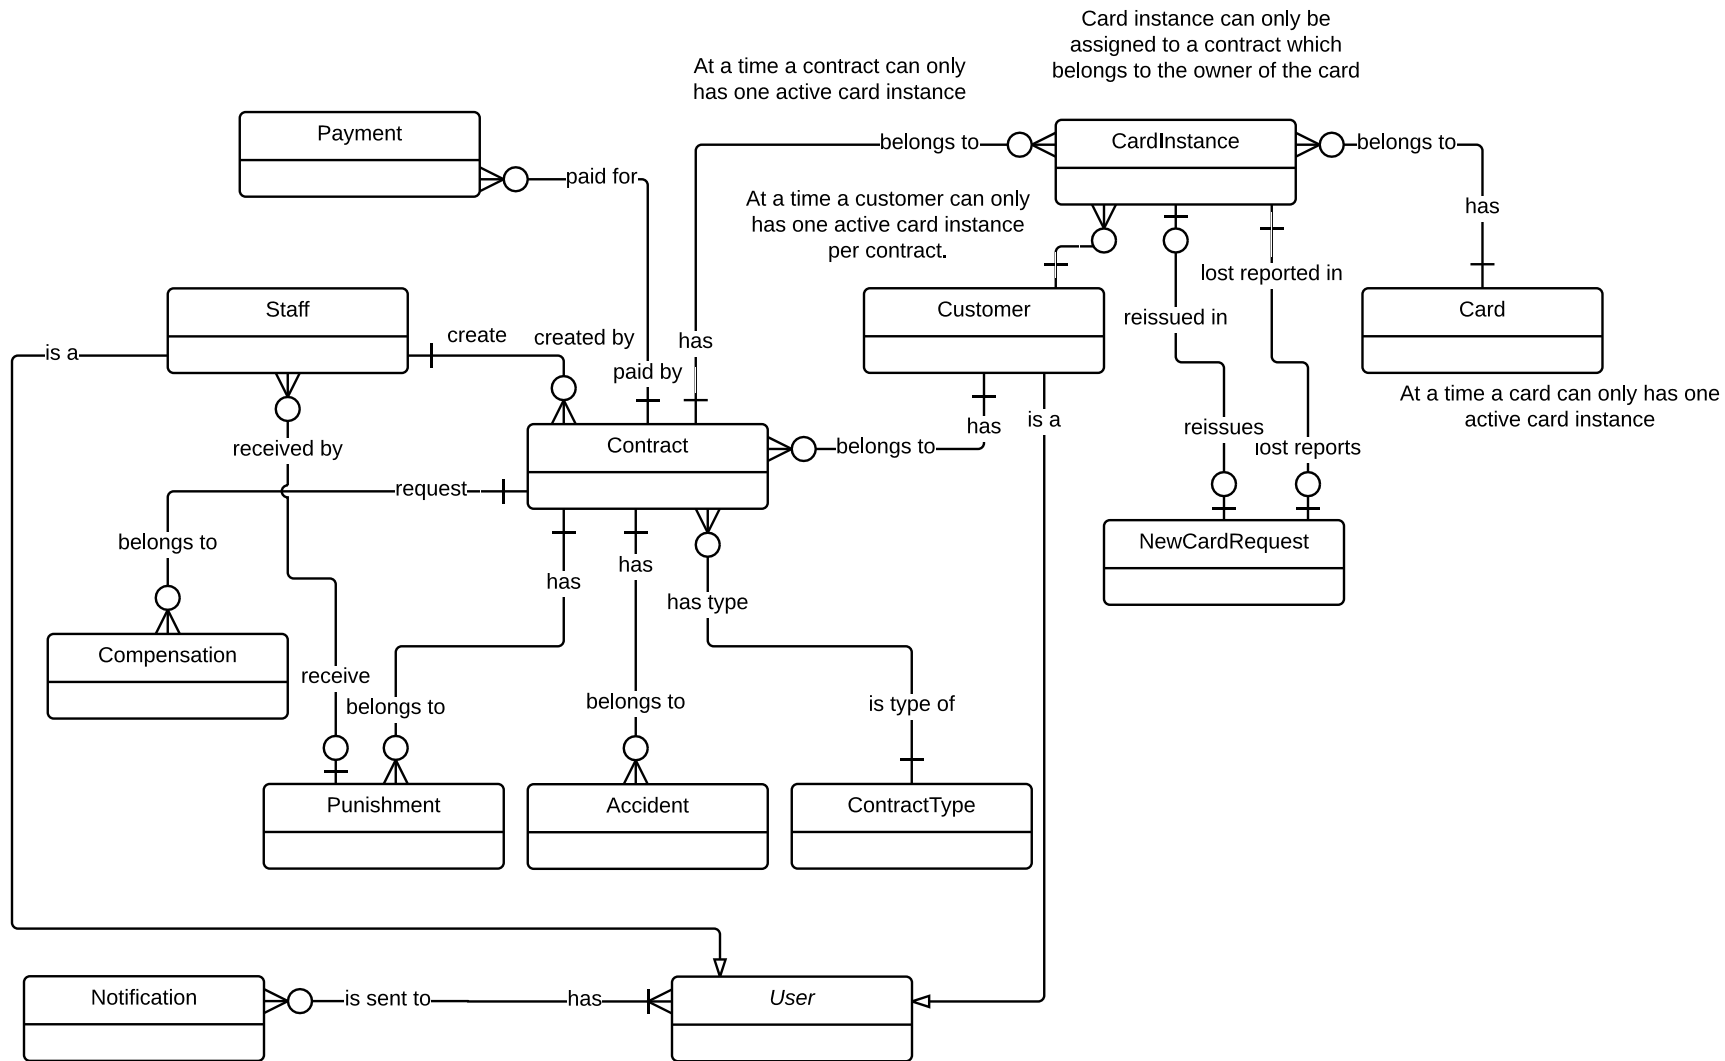 Card instance can only be
assigned to a contract which
belongs to the owner of the card
At a time a contract can only
has one active card instance
Payment
belongs to
CardInstance
belongs to
paid for
At a time a customer can only
has one active card instance
per contract.
has
lost reported in
Staff
Customer
Card
reissued in
create
created by
has
is a
paid by
At a time a card can only has one
active card instance
has
is a
reissues
lost reports
received by
Contract
belongs to
request
belongs to
NewCardRequest
has
has
has type
Compensation
receive
belongs to
belongs to
is type of
Punishment
Accident
ContractType
Notification
is sent to
has
User